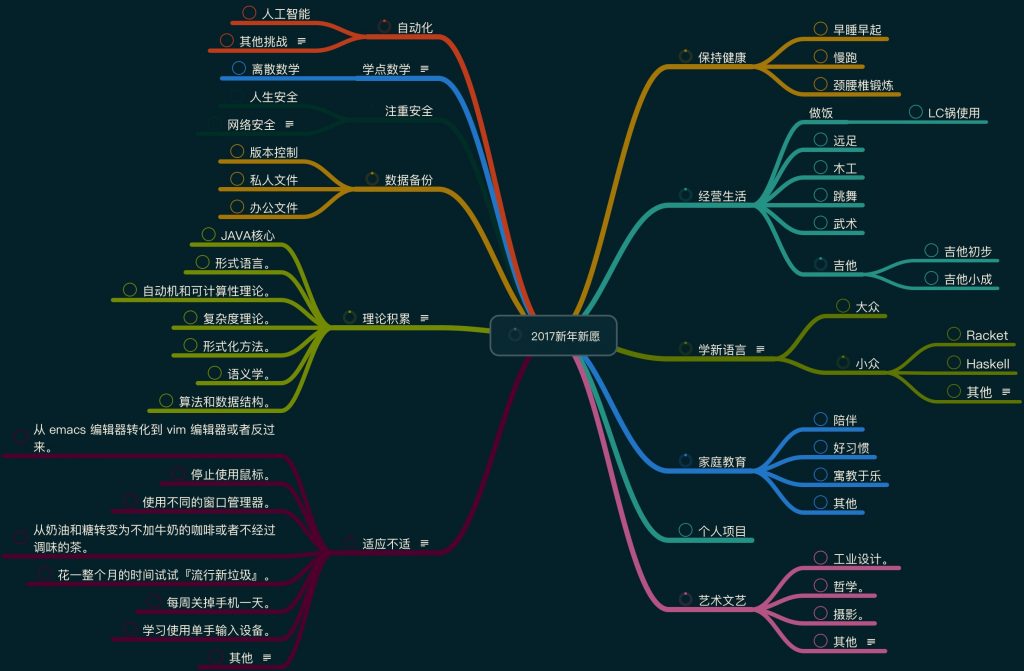 2017新年新愿
自动化
人工智能
其他挑战
学点数学
离散数学
注重安全
人生安全
网络安全
数据备份
版本控制
私人文件
办公文件
理论积累
JAVA核心
形式语言。
自动机和可计算性理论。
复杂度理论。
形式化方法。
语义学。
算法和数据结构。
适应不适
从 emacs 编辑器转化到 vim 编辑器或者反过
来。
停止使用鼠标。
使用不同的窗口管理器。
从奶油和糖转变为不加牛奶的咖啡或者不经过
调味的茶。
花一整个月的时间试试『流行新垃圾』。
每周关掉手机一天。
学习使用单手输入设备。
其他
保持健康
早睡早起
慢跑
颈腰椎锻炼
经营生活
做饭
LC锅使用
远足
木工
跳舞
武术
吉他
吉他初步
吉他小成
学新语言
大众
小众
Racket
Haskell
其他
家庭教育
陪伴
好习惯
寓教于乐
其他
个人项目
艺术文艺
工业设计。
哲学。
摄影。
其他